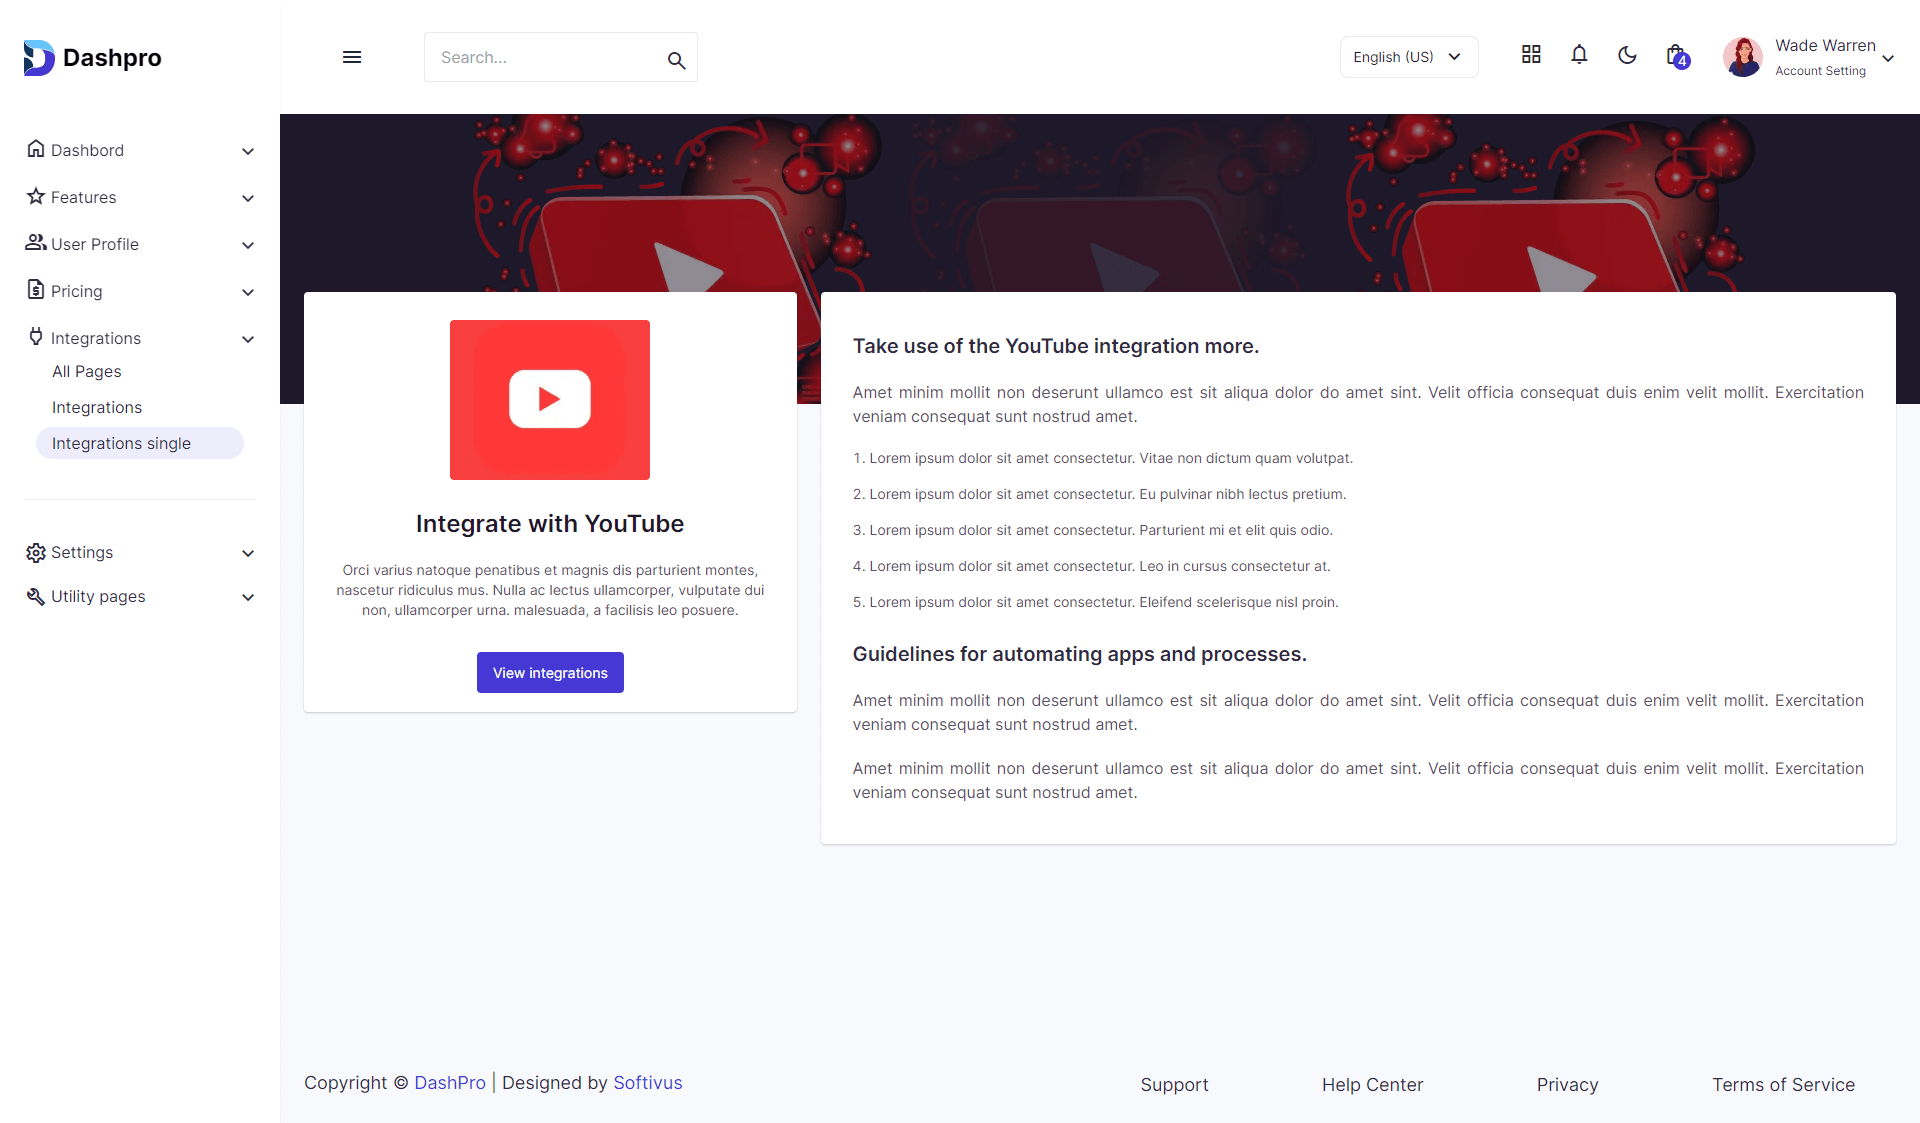 Dashpro
Search...
English (US)
4
Wade Warren
Account Setting
Dashbord
Features
User Profile
Pricing
Integrations
All Pages
Integrations
Integrations single
Settings
Utility pages
Integrate with YouTube
Orci varius natoque penatibus et magnis dis parturient montes,
nascetur ridiculus mus. Nulla ac lectus ullamcorper, vulputate dui
non, ullamcorper urna. malesuada, a facilisis leo posuere.
View integrations
Take use of the YouTube integration more.
Amet minim mollit non deserunt ullamco est sit aliqua dolor do amet sint. Velit officia consequat duis enim velit mollit. Exercitation
veniam consequat sunt nostrud amet.
1. Lorem ipsum dolor sit amet consectetur. Vitae non dictum quam volutpat.
2. Lorem ipsum dolor sit amet consectetur. Eu pulvinar nibh lectus pretium.
3. Lorem ipsum dolor sit amet consectetur. Parturient mi et elit quis odio.
4. Lorem ipsum dolor sit amet consectetur. Leo in cursus consectetur at.
5. Lorem ipsum dolor sit amet consectetur. Eleifend scelerisque nisl proin.
Guidelines for automating apps and processes.
Amet minim mollit non deserunt ullamco est sit aliqua dolor do amet sint. Velit officia consequat duis enim velit mollit. Exercitation
veniam consequat sunt nostrud amet.
Amet minim mollit non deserunt ullamco est sit aliqua dolor do amet sint. Velit officia consequat duis enim velit mollit. Exercitation
veniam consequat sunt nostrud amet.
Copyright © DashPro | Designed by Softivus
Support
Help Center
Privacy
Terms of Service